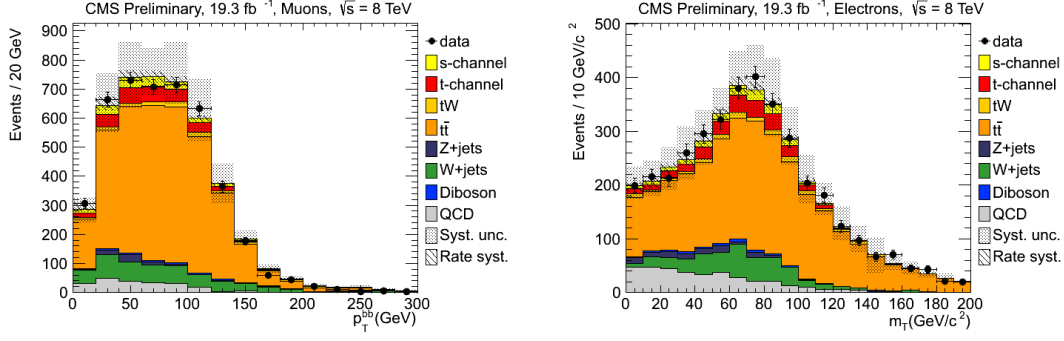 CMS Preliminary, 19.3 fb⁻¹, Muons, √s = 8 TeV
Events / 20 GeV
900
800
700
600
500
400
300
200
100
0
0 50 100 150 200 250 300
p_T^bb(GeV)
data
s-channel
t-channel
tW
tt̄
Z+jets
W+jets
Diboson
QCD
Syst. unc.
Rate syst.
CMS Preliminary, 19.3 fb⁻¹, Electrons, √s = 8 TeV
Events / 10 GeV/c²
500
400
300
200
100
0
0 20 40 60 80 100 120 140 160 180 200
m_T(GeV/c²)
data
s-channel
t-channel
tW
tt̄
Z+jets
W+jets
Diboson
QCD
Syst. unc.
Rate syst.